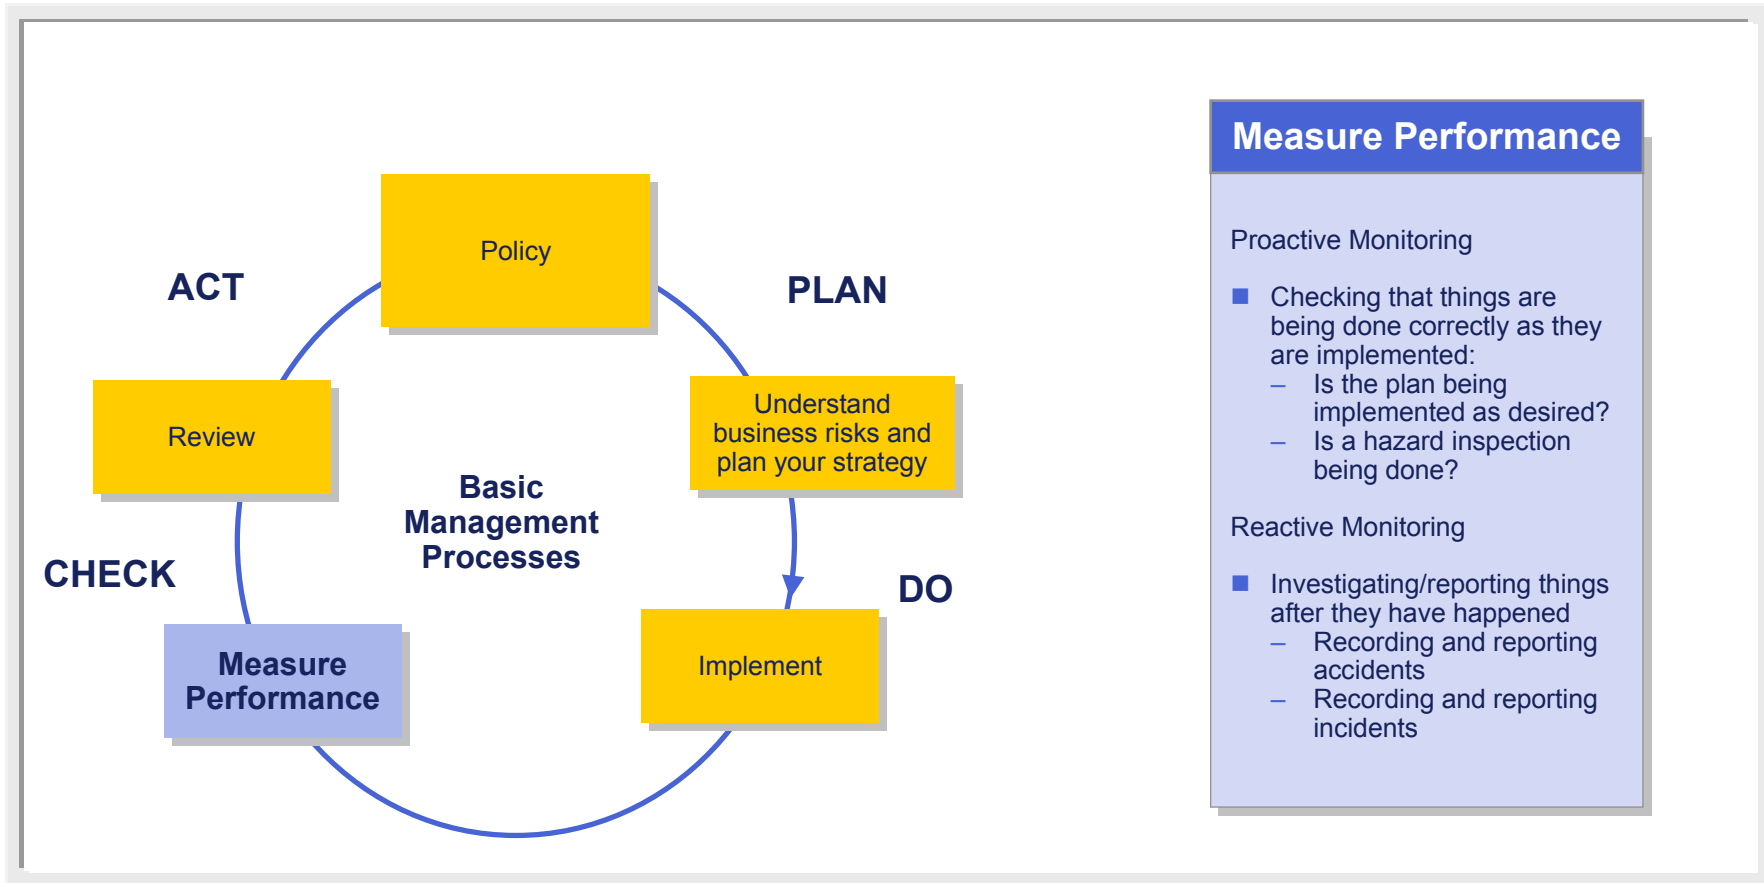 Policy
ACT
PLAN
Review
Understand
business risks and
plan your strategy
Basic
Management
Processes
CHECK
DO
Measure
Performance
Implement
Measure Performance
Proactive Monitoring
■ Checking that things are
being done correctly as they
are implemented:
– Is the plan being
implemented as desired?
– Is a hazard inspection
being done?
Reactive Monitoring
■ Investigating/reporting things
after they have happened
– Recording and reporting
accidents
– Recording and reporting
incidents